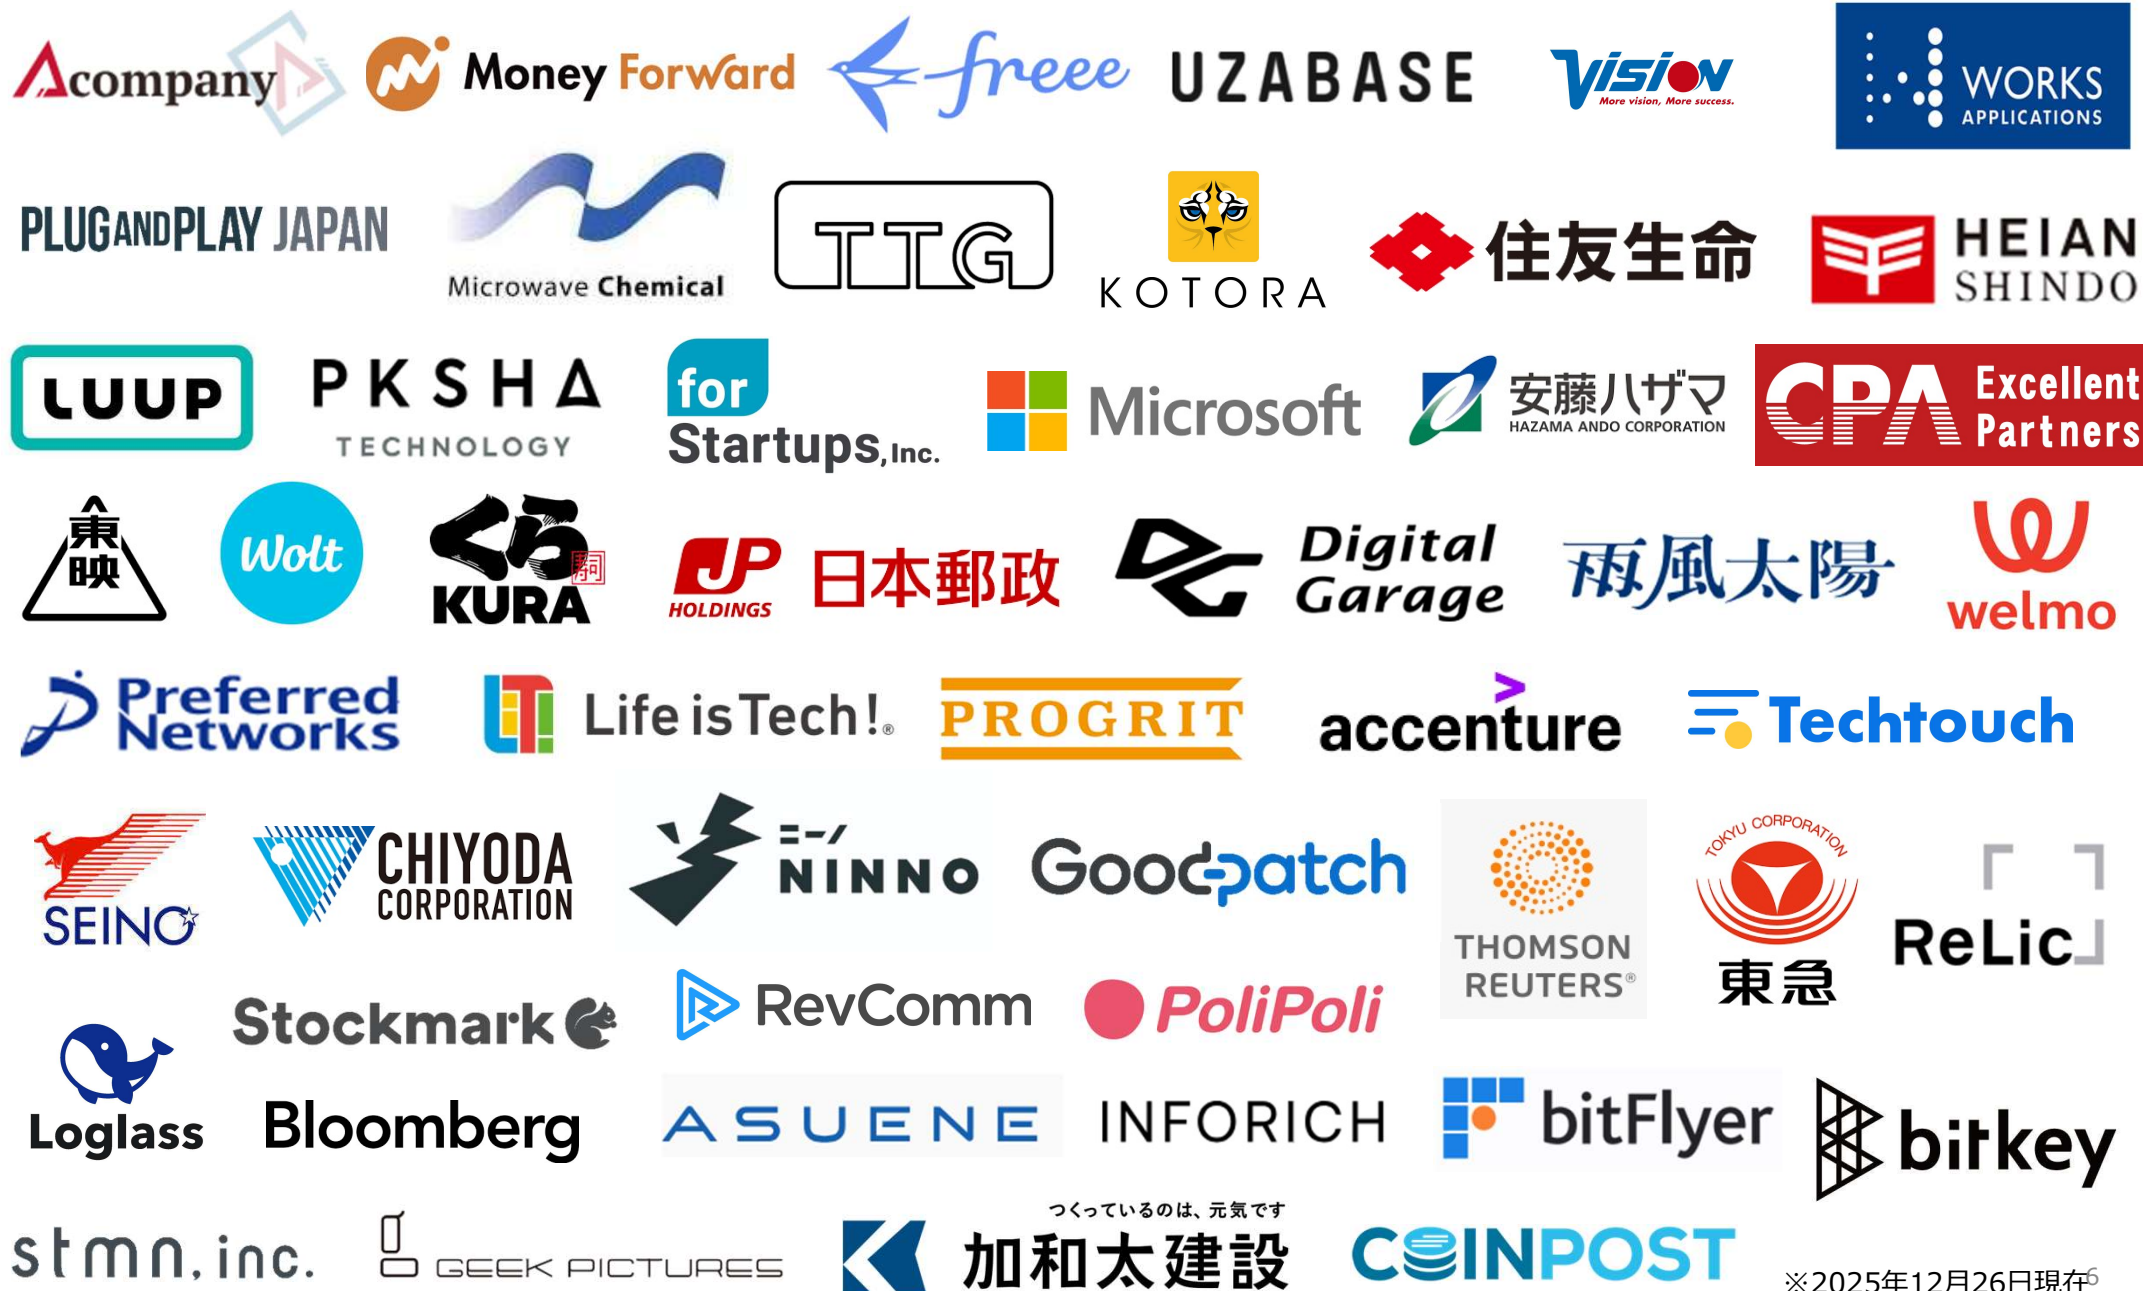 Acompany
Money Forward
freee
UZABASE
Vision
More vision, More success.
WORKS
APPLICATIONS
PLUG AND PLAY JAPAN
Microwave Chemical
TTG
KOTORA
住友生命
HEIAN
SHINDO
LUUP
PKSHA
TECHNOLOGY
for
Startups, Inc.
Microsoft
安藤ハザマ
HAZAMA ANDO CORPORATION
CPA
Excellent
Partners
東映
Wolt
くら
KURA
JP
HOLDINGS
日本郵政
DG
Digital
Garage
雨風太陽
welmo
Preferred
Networks
LIT!
Life is Tech!®
PROGRIT
accenture
Techtouch
SEINO
CHIYODA
CORPORATION
ニーノ
NINNO
Goodpatch
THOMSON
REUTERS®
TOKYU CORPORATION
東急
ReLic
Stockmark
RevComm
PoliPoli
Loglass
Bloomberg
ASUENE
INFORICH
bitFlyer
bitkey
stmn, inc.
GEEK PICTURES
つくっているのは、元気です
加和太建設
COINPOST
※2025年12月26日現在
6